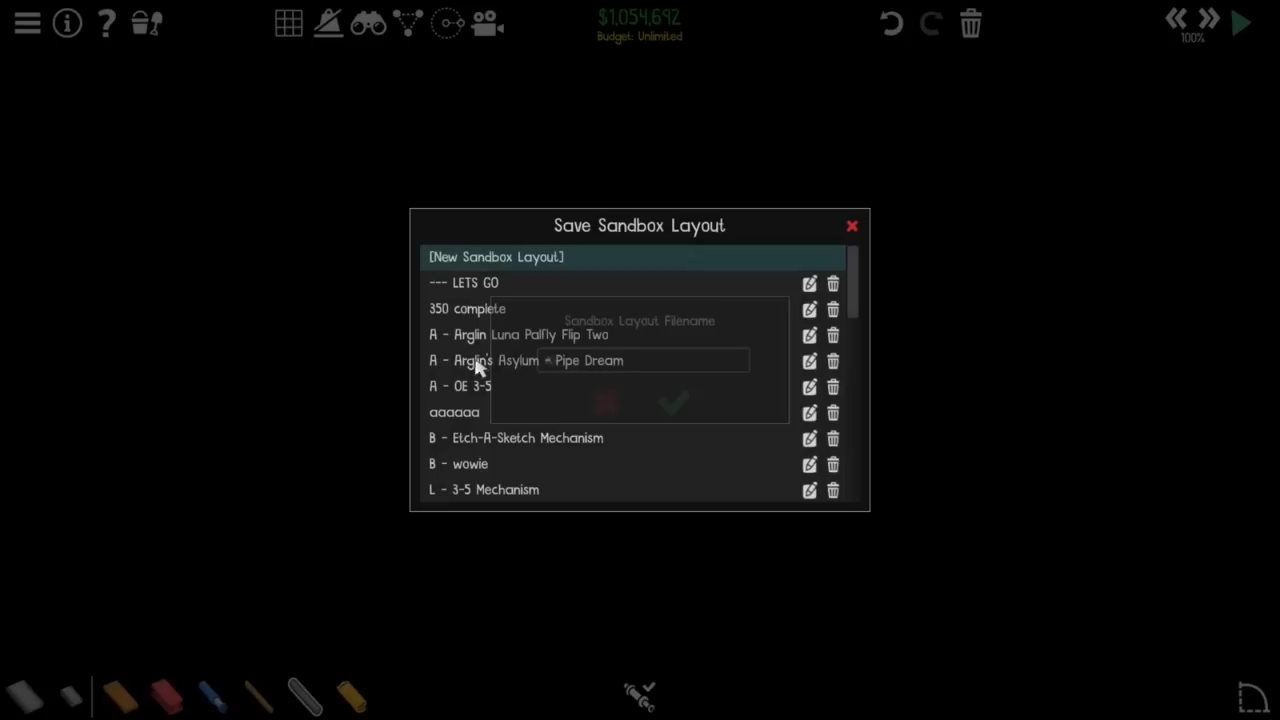 $1,054,692
Budget: Unlimited
100%
Save Sandbox Layout
[New Sandbox Layout]
--- LETS GO
350 complete
Sandbox Layout Filename
A - Arglin Luna Palfly Flip Two
A - Arglin's Asylum - Pipe Dream
A - OE 3-5
aaaaaa
B - Etch-A-Sketch Mechanism
B - wowie
L - 3-5 Mechanism